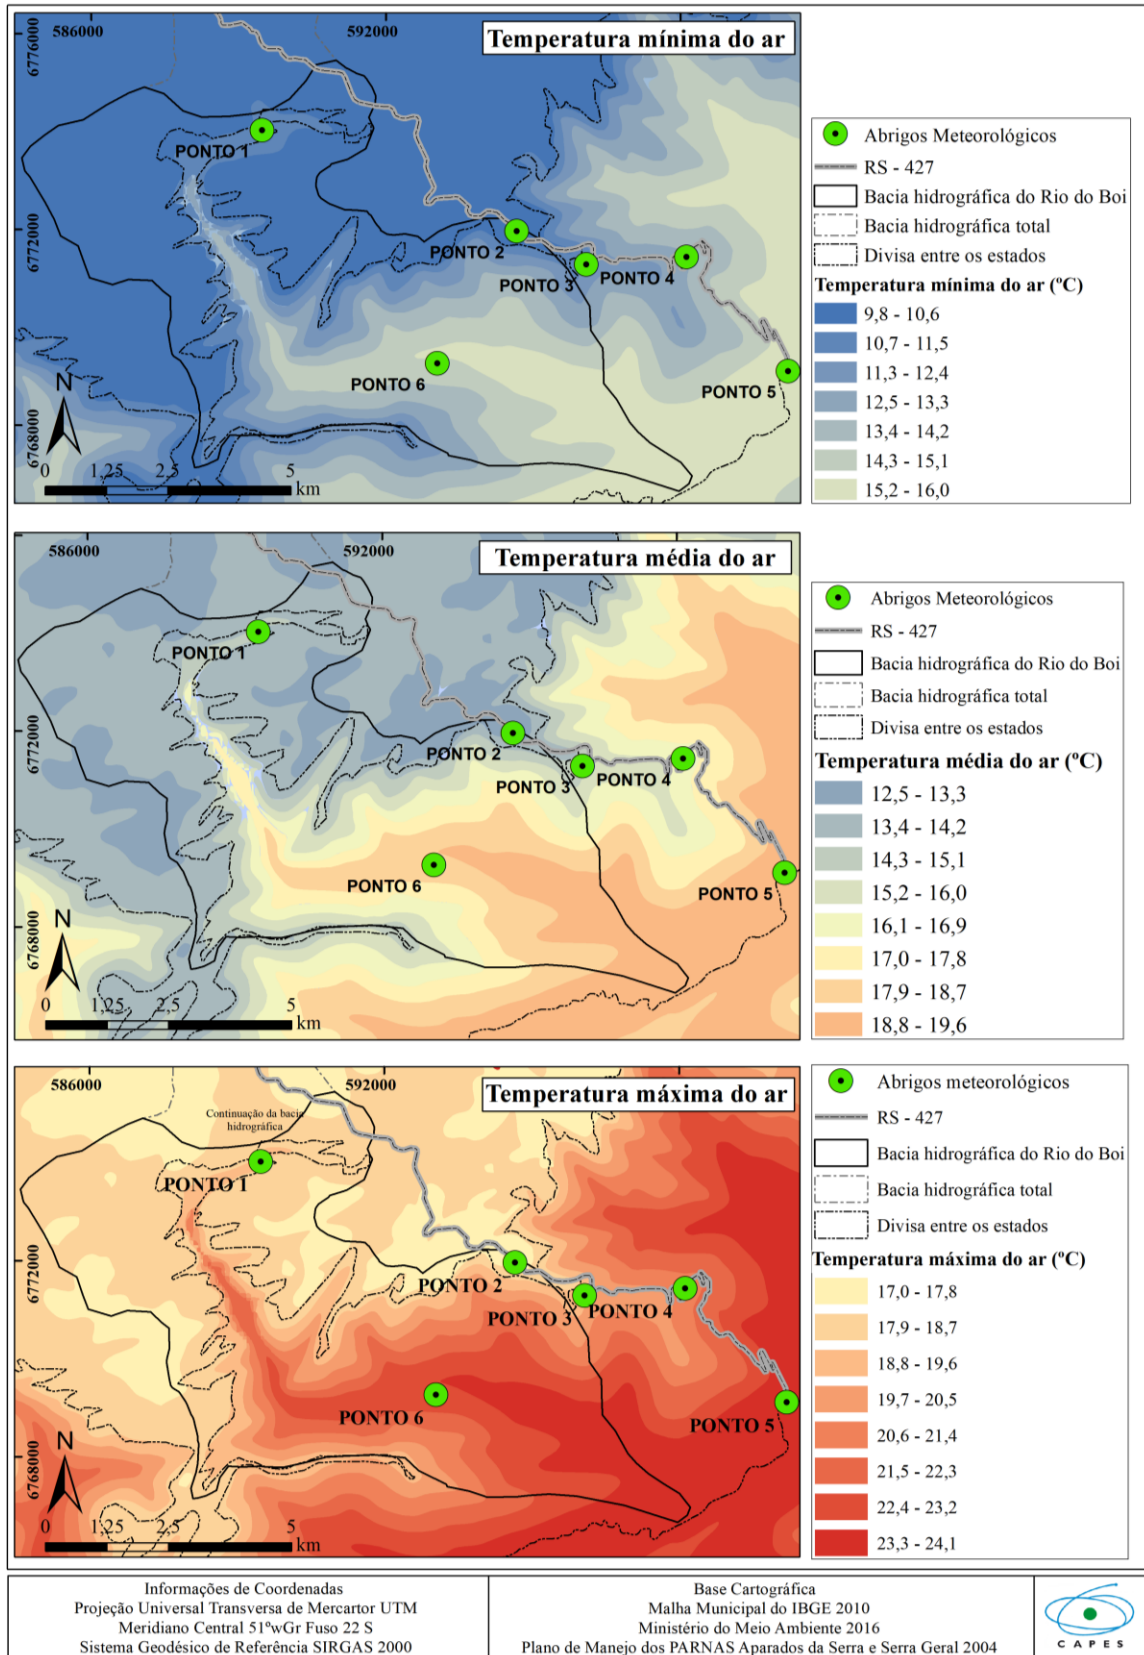 586000
592000
Temperatura mínima do ar
6776000
6772000
6768000
PONTO 1
PONTO 2
PONTO 3
PONTO 4
PONTO 5
PONTO 6
N
0 1,25 2,5 5
km
Abrigos Meteorológicos
RS - 427
Bacia hidrográfica do Rio do Boi
Bacia hidrográfica total
Divisa entre os estados
Temperatura mínima do ar (ºC)
9,8 - 10,6
10,7 - 11,5
11,3 - 12,4
12,5 - 13,3
13,4 - 14,2
14,3 - 15,1
15,2 - 16,0
586000
592000
Temperatura média do ar
6772000
6768000
PONTO 1
PONTO 2
PONTO 3
PONTO 4
PONTO 5
PONTO 6
N
0 1,25 2,5 5
km
Abrigos Meteorológicos
RS - 427
Bacia hidrográfica do Rio do Boi
Bacia hidrográfica total
Divisa entre os estados
Temperatura média do ar (ºC)
12,5 - 13,3
13,4 - 14,2
14,3 - 15,1
15,2 - 16,0
16,1 - 16,9
17,0 - 17,8
17,9 - 18,7
18,8 - 19,6
586000
592000
Temperatura máxima do ar
Continuação da bacia
hidrográfica
6772000
6768000
PONTO 1
PONTO 2
PONTO 3
PONTO 4
PONTO 5
PONTO 6
N
0 1,25 2,5 5
km
Abrigos meteorológicos
RS - 427
Bacia hidrográfica do Rio do Boi
Bacia hidrográfica total
Divisa entre os estados
Temperatura máxima do ar (ºC)
17,0 - 17,8
17,9 - 18,7
18,8 - 19,6
19,7 - 20,5
20,6 - 21,4
21,5 - 22,3
22,4 - 23,2
23,3 - 24,1
Informações de Coordenadas
Projeção Universal Transversa de Mercartor UTM
Meridiano Central 51ºwGr Fuso 22 S
Sistema Geodésico de Referência SIRGAS 2000
Base Cartográfica
Malha Municipal do IBGE 2010
Ministério do Meio Ambiente 2016
Plano de Manejo dos PARNAS Aparados da Serra e Serra Geral 2004
CAPES